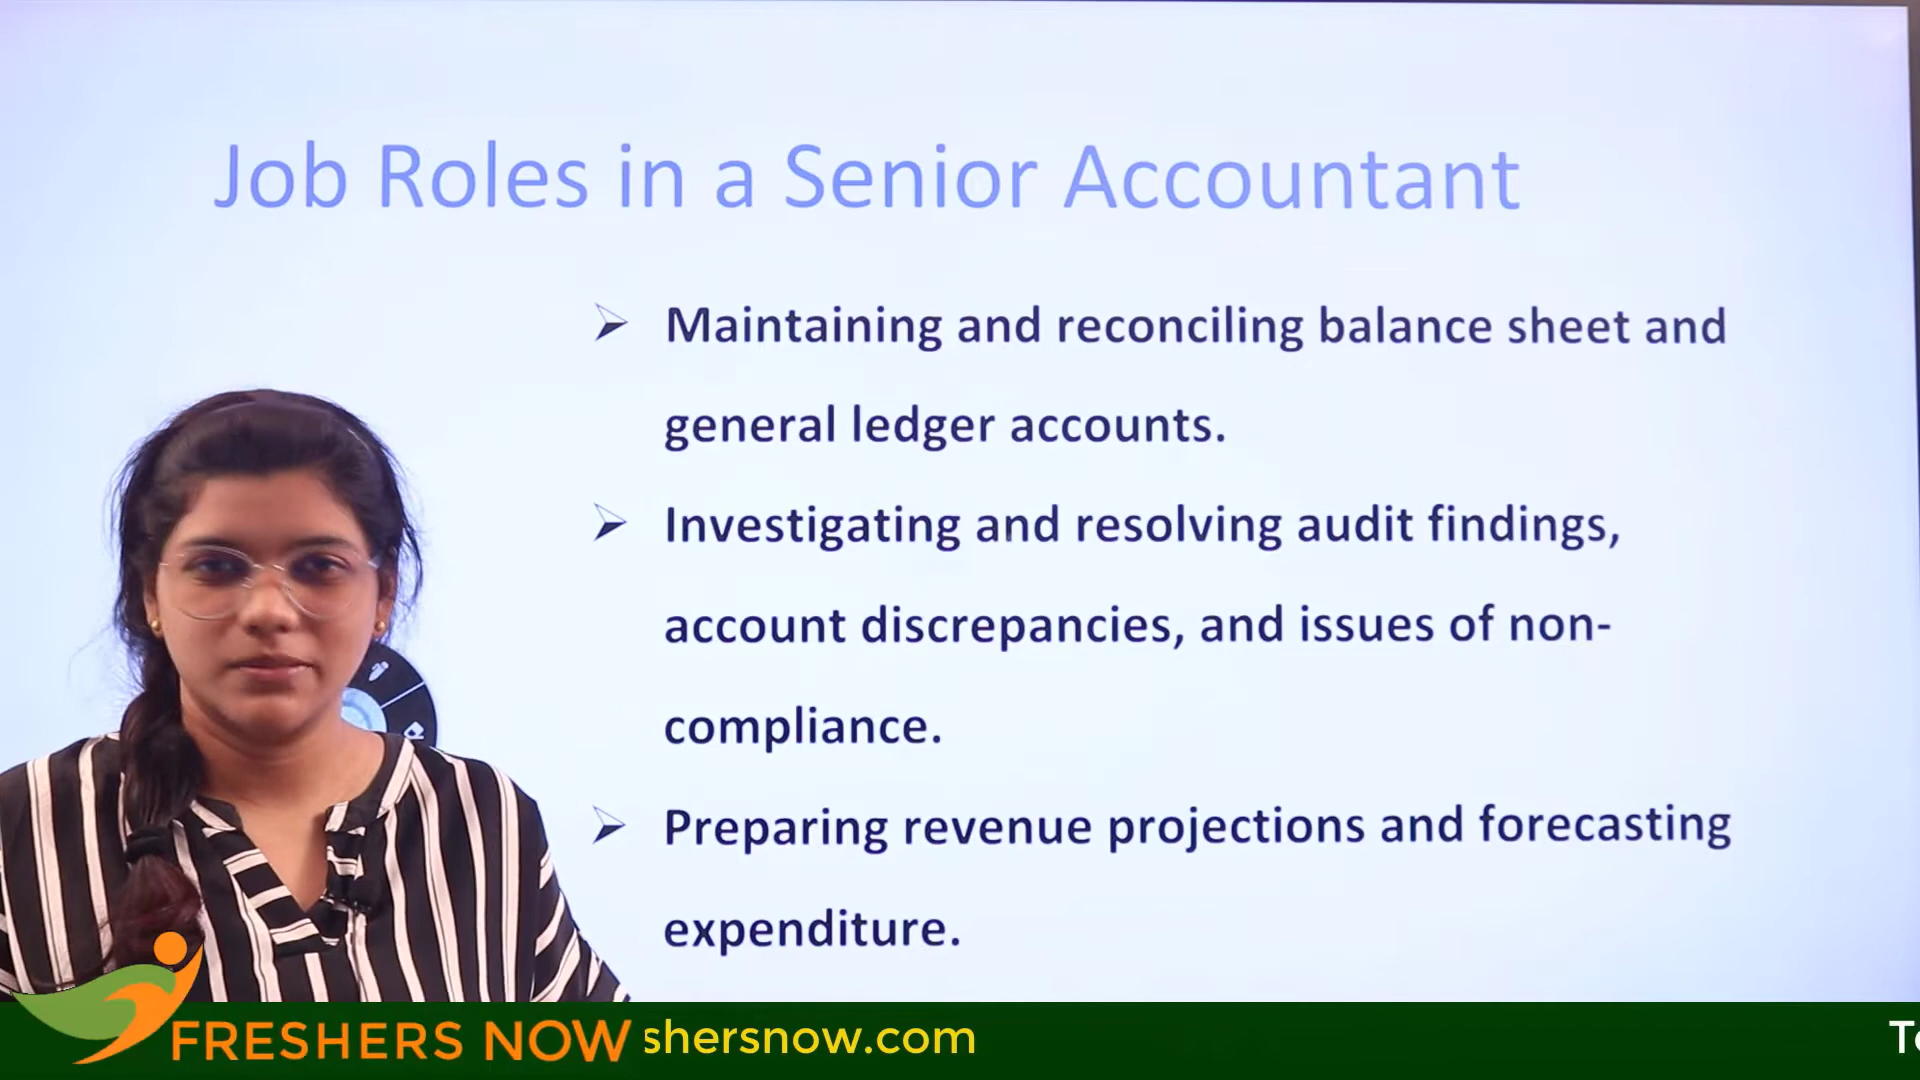 Job Roles in a Senior Accountant
Maintaining and reconciling balance sheet and
general ledger accounts.
Investigating and resolving audit findings,
account discrepancies, and issues of non-
compliance.
Preparing revenue projections and forecasting
expenditure.
FRESHERS NOW
shersnow.com